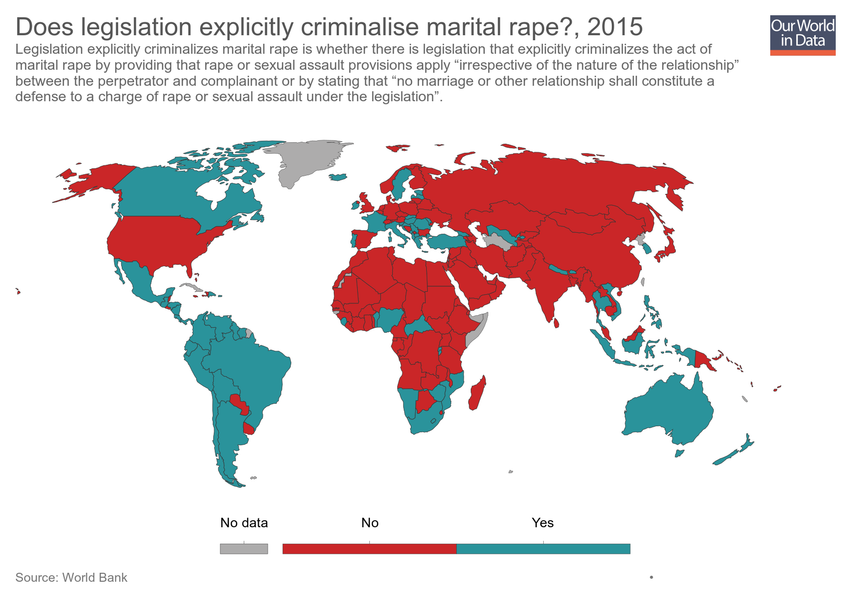 Does legislation explicitly criminalise marital rape?, 2015
Our World
in Data
Legislation explicitly criminalizes marital rape is whether there is legislation that explicitly criminalizes the act of
marital rape by providing that rape or sexual assault provisions apply “irrespective of the nature of the relationship”
between the perpetrator and complainant or by stating that “no marriage or other relationship shall constitute a
defense to a charge of rape or sexual assault under the legislation”.
No data
No
Yes
Source: World Bank